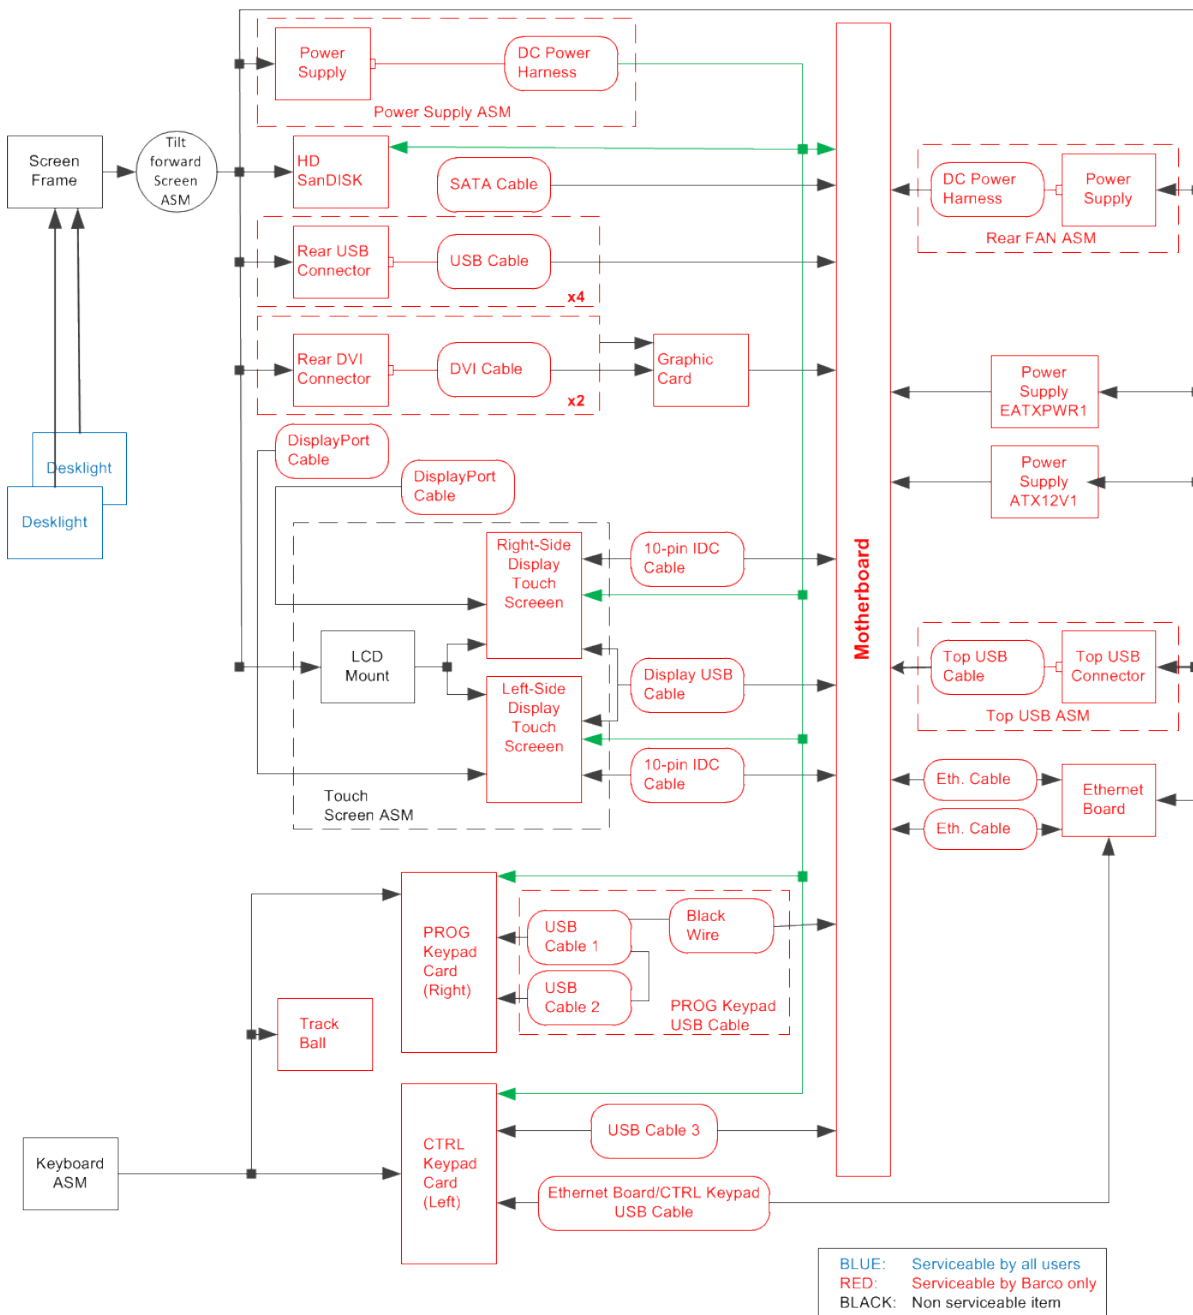 Power
Supply
DC Power
Harness
Power Supply ASM
Screen
Frame
Tilt
forward
Screen
ASM
HD
SanDISK
SATA Cable
DC Power
Harness
Power
Supply
Rear FAN ASM
Rear USB
Connector
USB Cable
x4
Rear DVI
Connector
DVI Cable
x2
Graphic
Card
Power
Supply
EATXPWR1
DisplayPort
Cable
DisplayPort
Cable
Desklight
Desklight
Power
Supply
ATX12V1
Right-Side
Display
Touch
Screeen
10-pin IDC
Cable
Motherboard
LCD
Mount
Left-Side
Display
Touch
Screeen
Display USB
Cable
10-pin IDC
Cable
Touch
Screen ASM
Top USB
Cable
Top USB
Connector
Top USB ASM
Eth. Cable
Eth. Cable
Ethernet
Board
PROG
Keypad
Card
(Right)
USB
Cable 1
Black
Wire
USB
Cable 2
PROG Keypad
USB Cable
Track
Ball
Keyboard
ASM
CTRL
Keypad
Card
(Left)
USB Cable 3
Ethernet Board/CTRL Keypad
USB Cable
BLUE: Serviceable by all users
RED: Serviceable by Barco only
BLACK: Non serviceable item